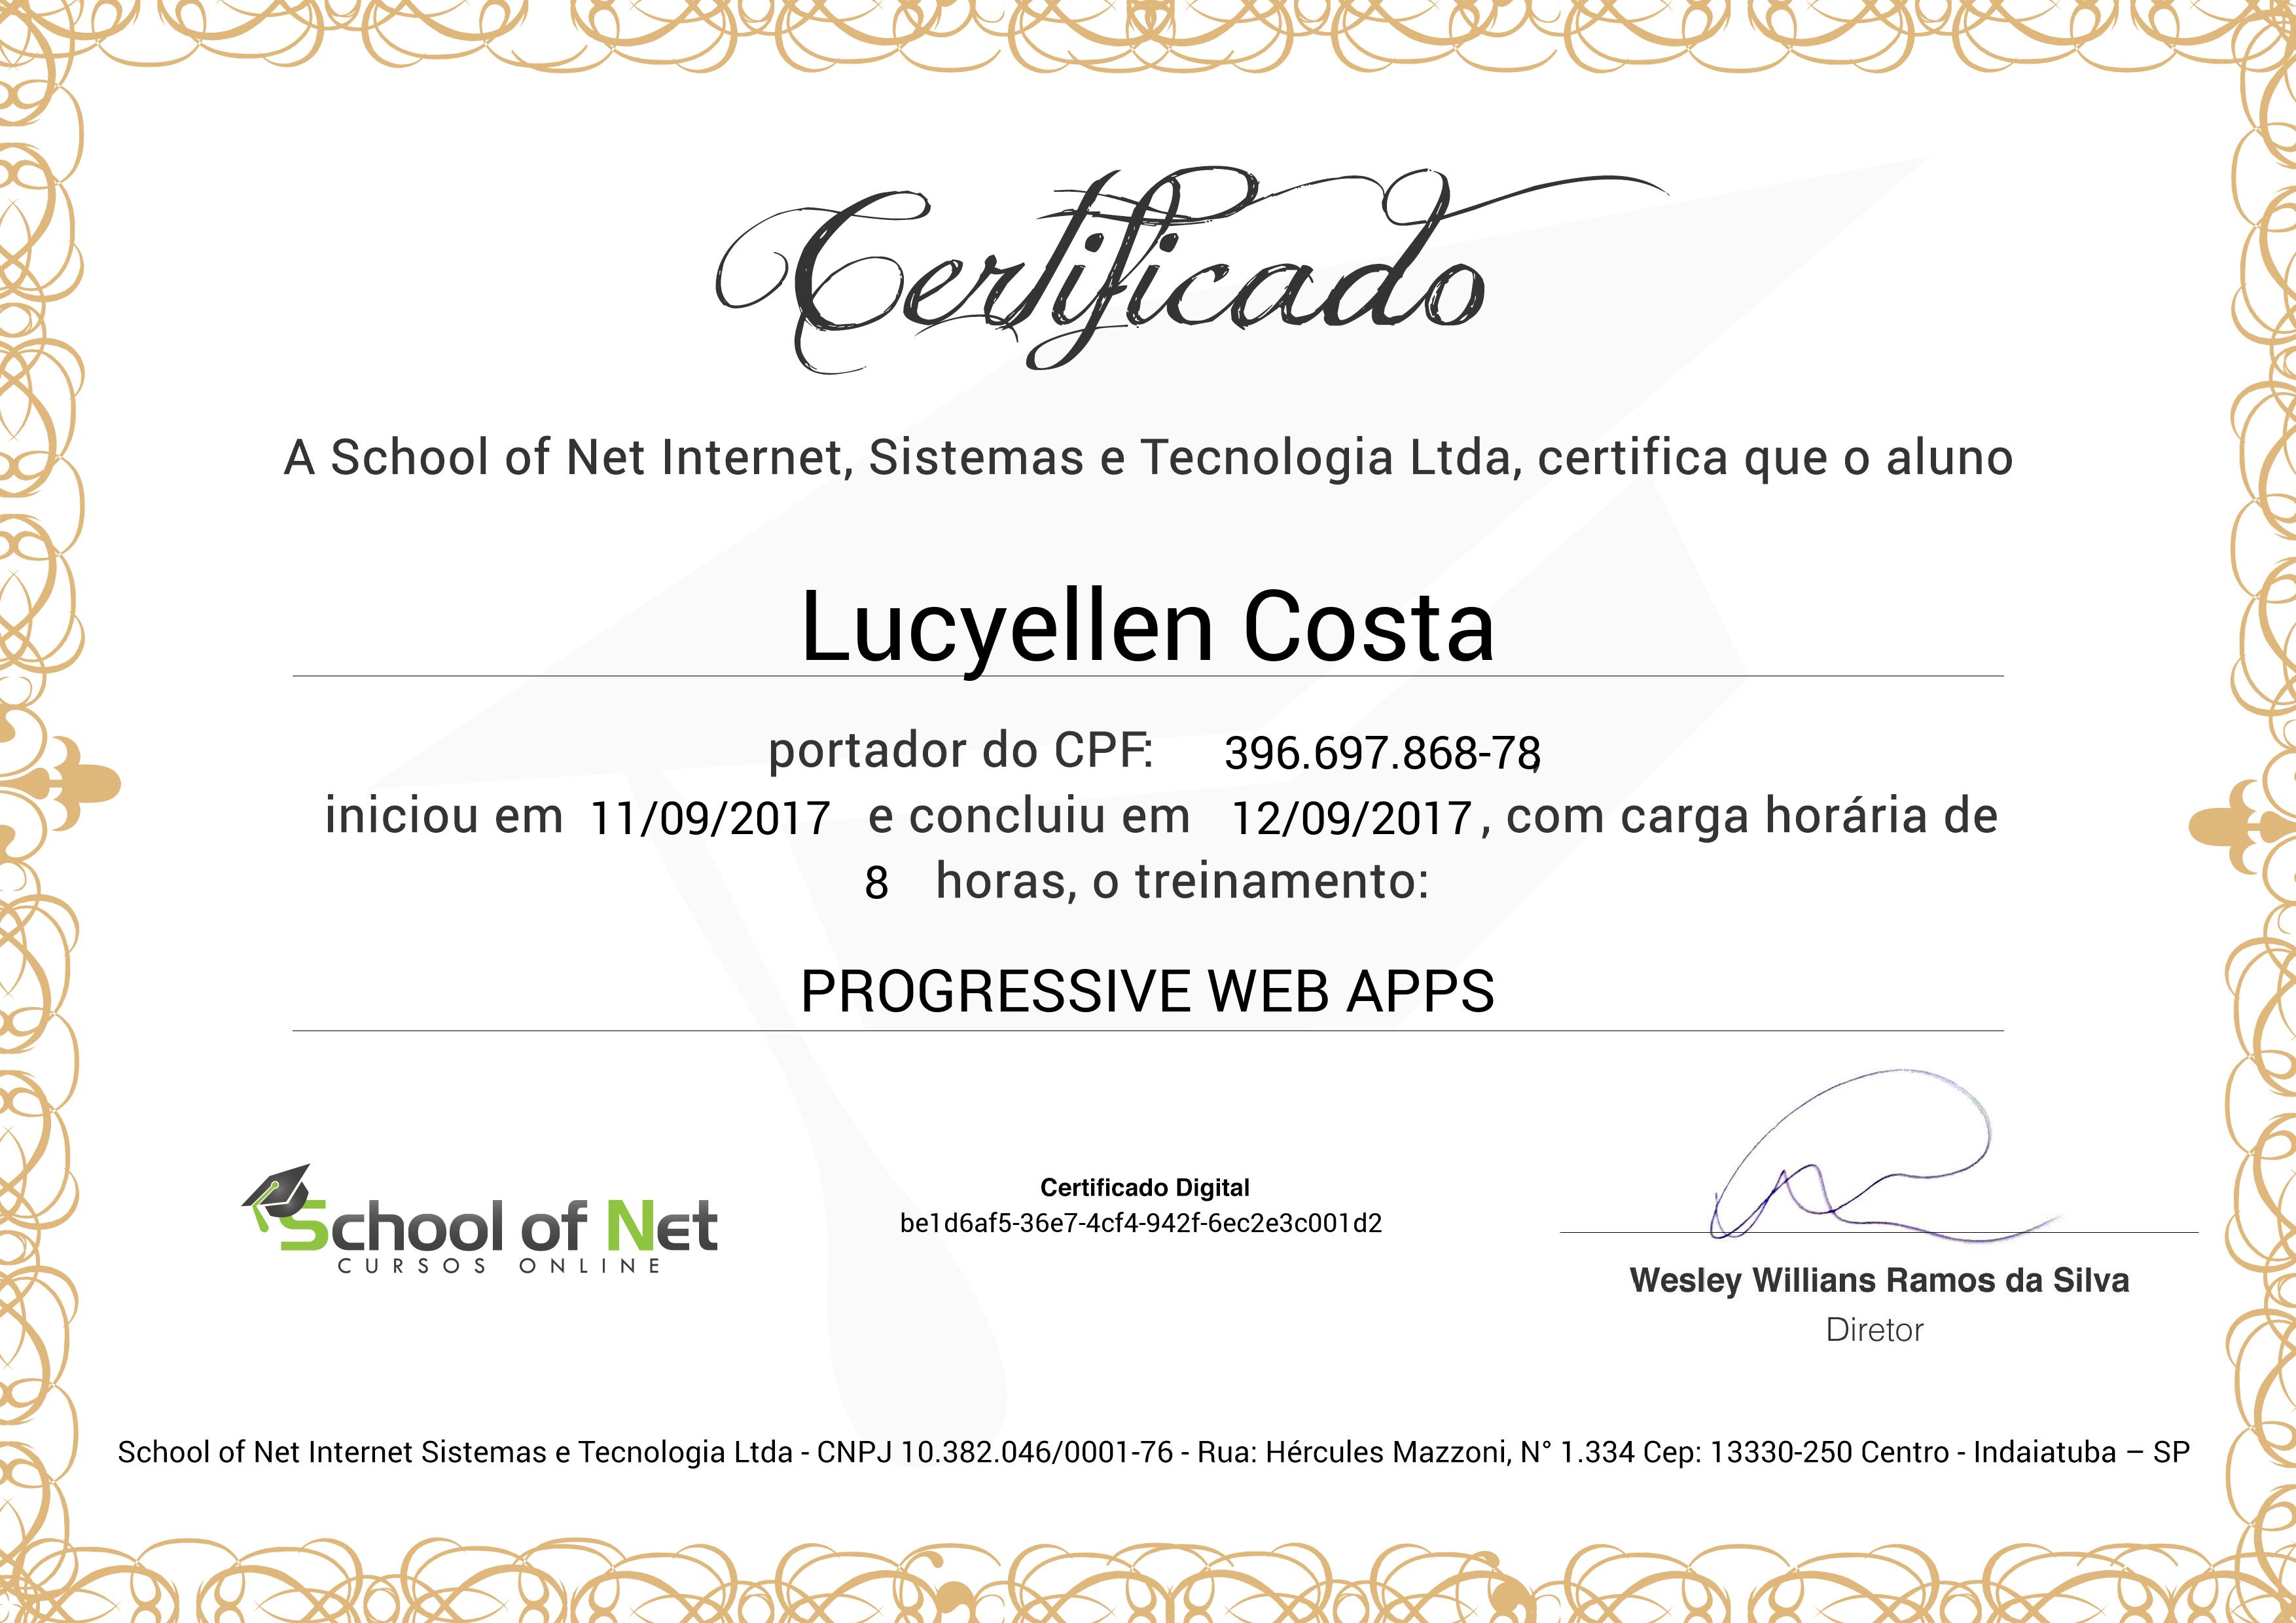 Certificado
A School of Net Internet, Sistemas e Tecnologia Ltda, certifica que o aluno
Lucyellen Costa
portador do CPF: 396.697.868-78,
iniciou em 11/09/2017 e concluiu em 12/09/2017, com carga horária de
8 horas, o treinamento:
PROGRESSIVE WEB APPS
School of Net
CURSOS ONLINE
Certificado Digital
be1d6af5-36e7-4cf4-942f-6ec2e3c001d2
Wesley Willians Ramos da Silva
Diretor
School of Net Internet Sistemas e Tecnologia Ltda - CNPJ 10.382.046/0001-76 - Rua: Hércules Mazzoni, N° 1.334 Cep: 13330-250 Centro - Indaiatuba – SP